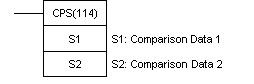 CPS(114)
S1 S1: Comparison Data 1
S2 S2: Comparison Data 2